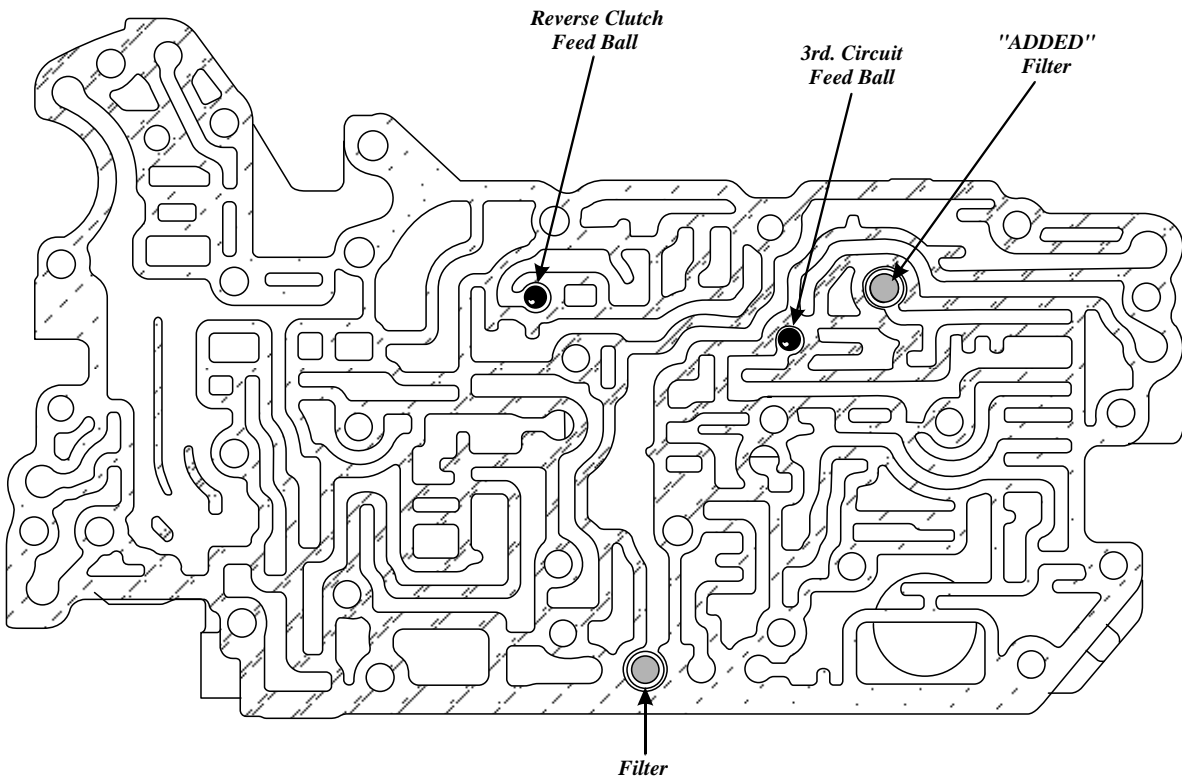 Reverse Clutch
Feed Ball
3rd. Circuit
Feed Ball
"ADDED"
Filter
Filter